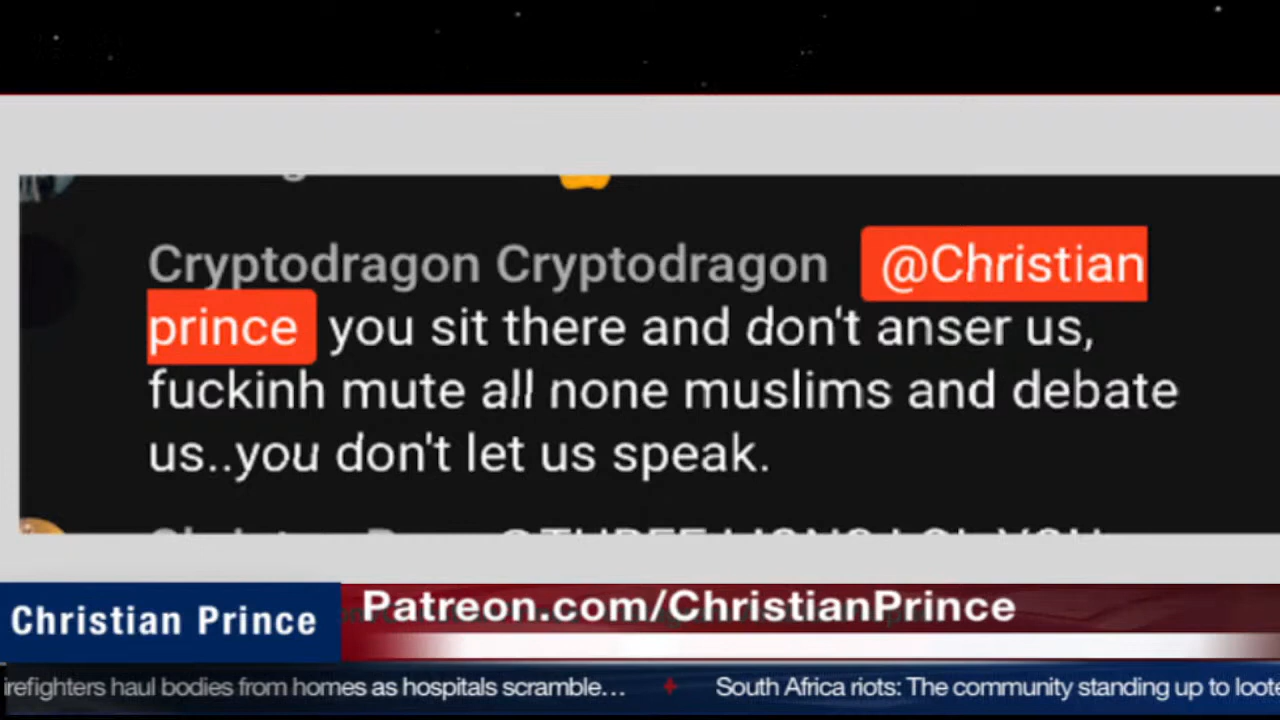 Cryptodragon Cryptodragon @Christian
prince you sit there and don't anser us,
fuckinh mute all none muslims and debate
us..you don't let us speak.
Christian Prince
Patreon.com/ChristianPrince
irefighters haul bodies from homes as hospitals scramble... South Africa riots: The community standing up to loote